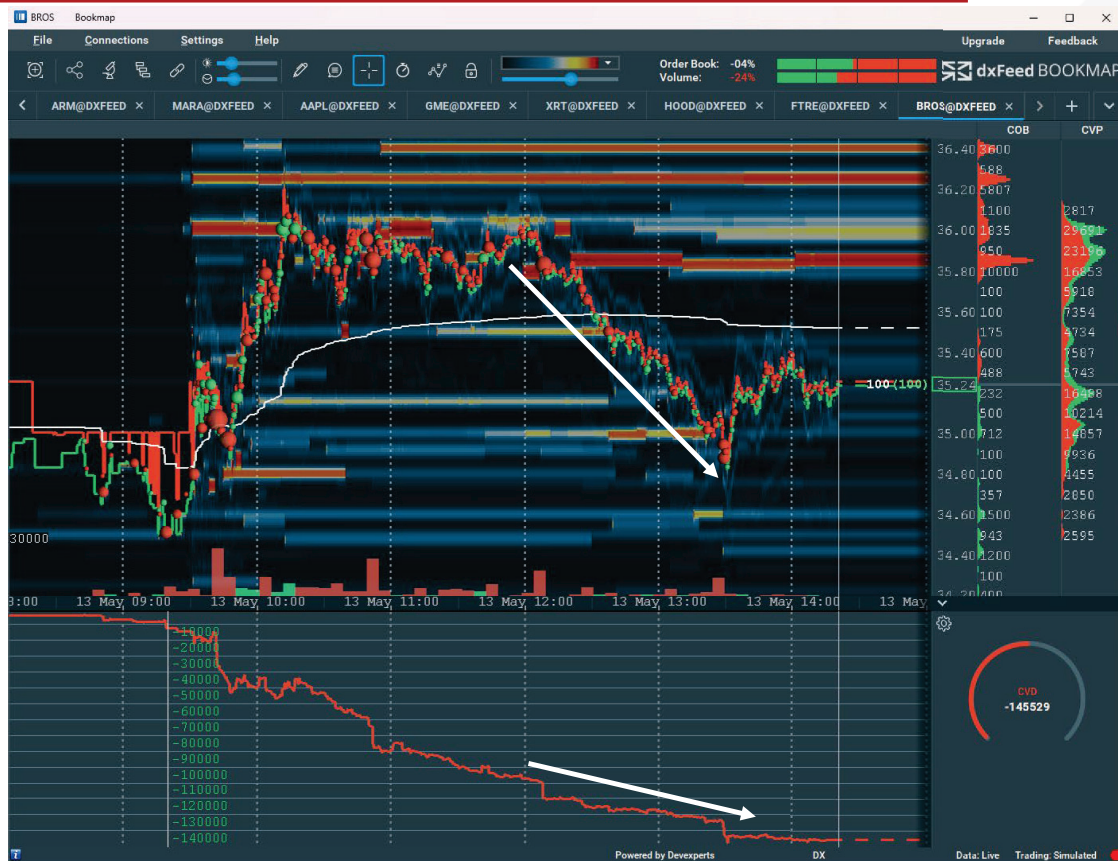 BROS Bookmap
File Connections Settings Help Upgrade Feedback
Order Book: -04%
Volume: -24%
dxFeed BOOKMAP
ARM@DXFEED × MARA@DXFEED × AAPL@DXFEED × GME@DXFEED × XRT@DXFEED × HOOD@DXFEED × FTRE@DXFEED × BROS@DXFEED ×
COB CVP
36.40 3600
588
36.20 5807
1100 2817
36.00 1835 29691
950 23196
35.80 10000 16853
100 5918
35.60 100 7354
175 4734
35.40 600 7587
488 5743
100 (100) 35.24
232 16498
500 10214
35.00 712 14857
100 9936
34.80 100 4455
357 2050
34.60 1500 2386
943 2595
30000
34.40 1200
100
34.20 400
13 May 09:00 13 May 10:00 13 May 11:00 13 May 12:00 13 May 13:00 13 May 14:00 13 May
-10000
-20000
-30000
-40000
-50000
-60000
-70000
-80000
-90000
-100000
-110000
-120000
-130000
-140000
CVD
-145529
Powered by Devexperts DX Data: Live Trading: Simulated